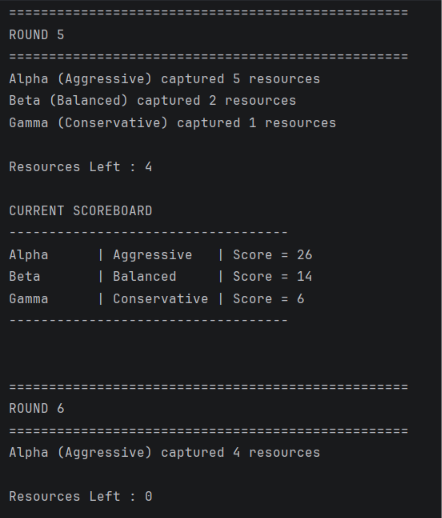 ==================================================
ROUND 5
==================================================
Alpha (Aggressive) captured 5 resources
Beta (Balanced) captured 2 resources
Gamma (Conservative) captured 1 resources
Resources Left : 4
CURRENT SCOREBOARD
-----------------------------------
Alpha      | Aggressive   | Score = 26
Beta       | Balanced     | Score = 14
Gamma      | Conservative | Score = 6
-----------------------------------
==================================================
ROUND 6
==================================================
Alpha (Aggressive) captured 4 resources
Resources Left : 0